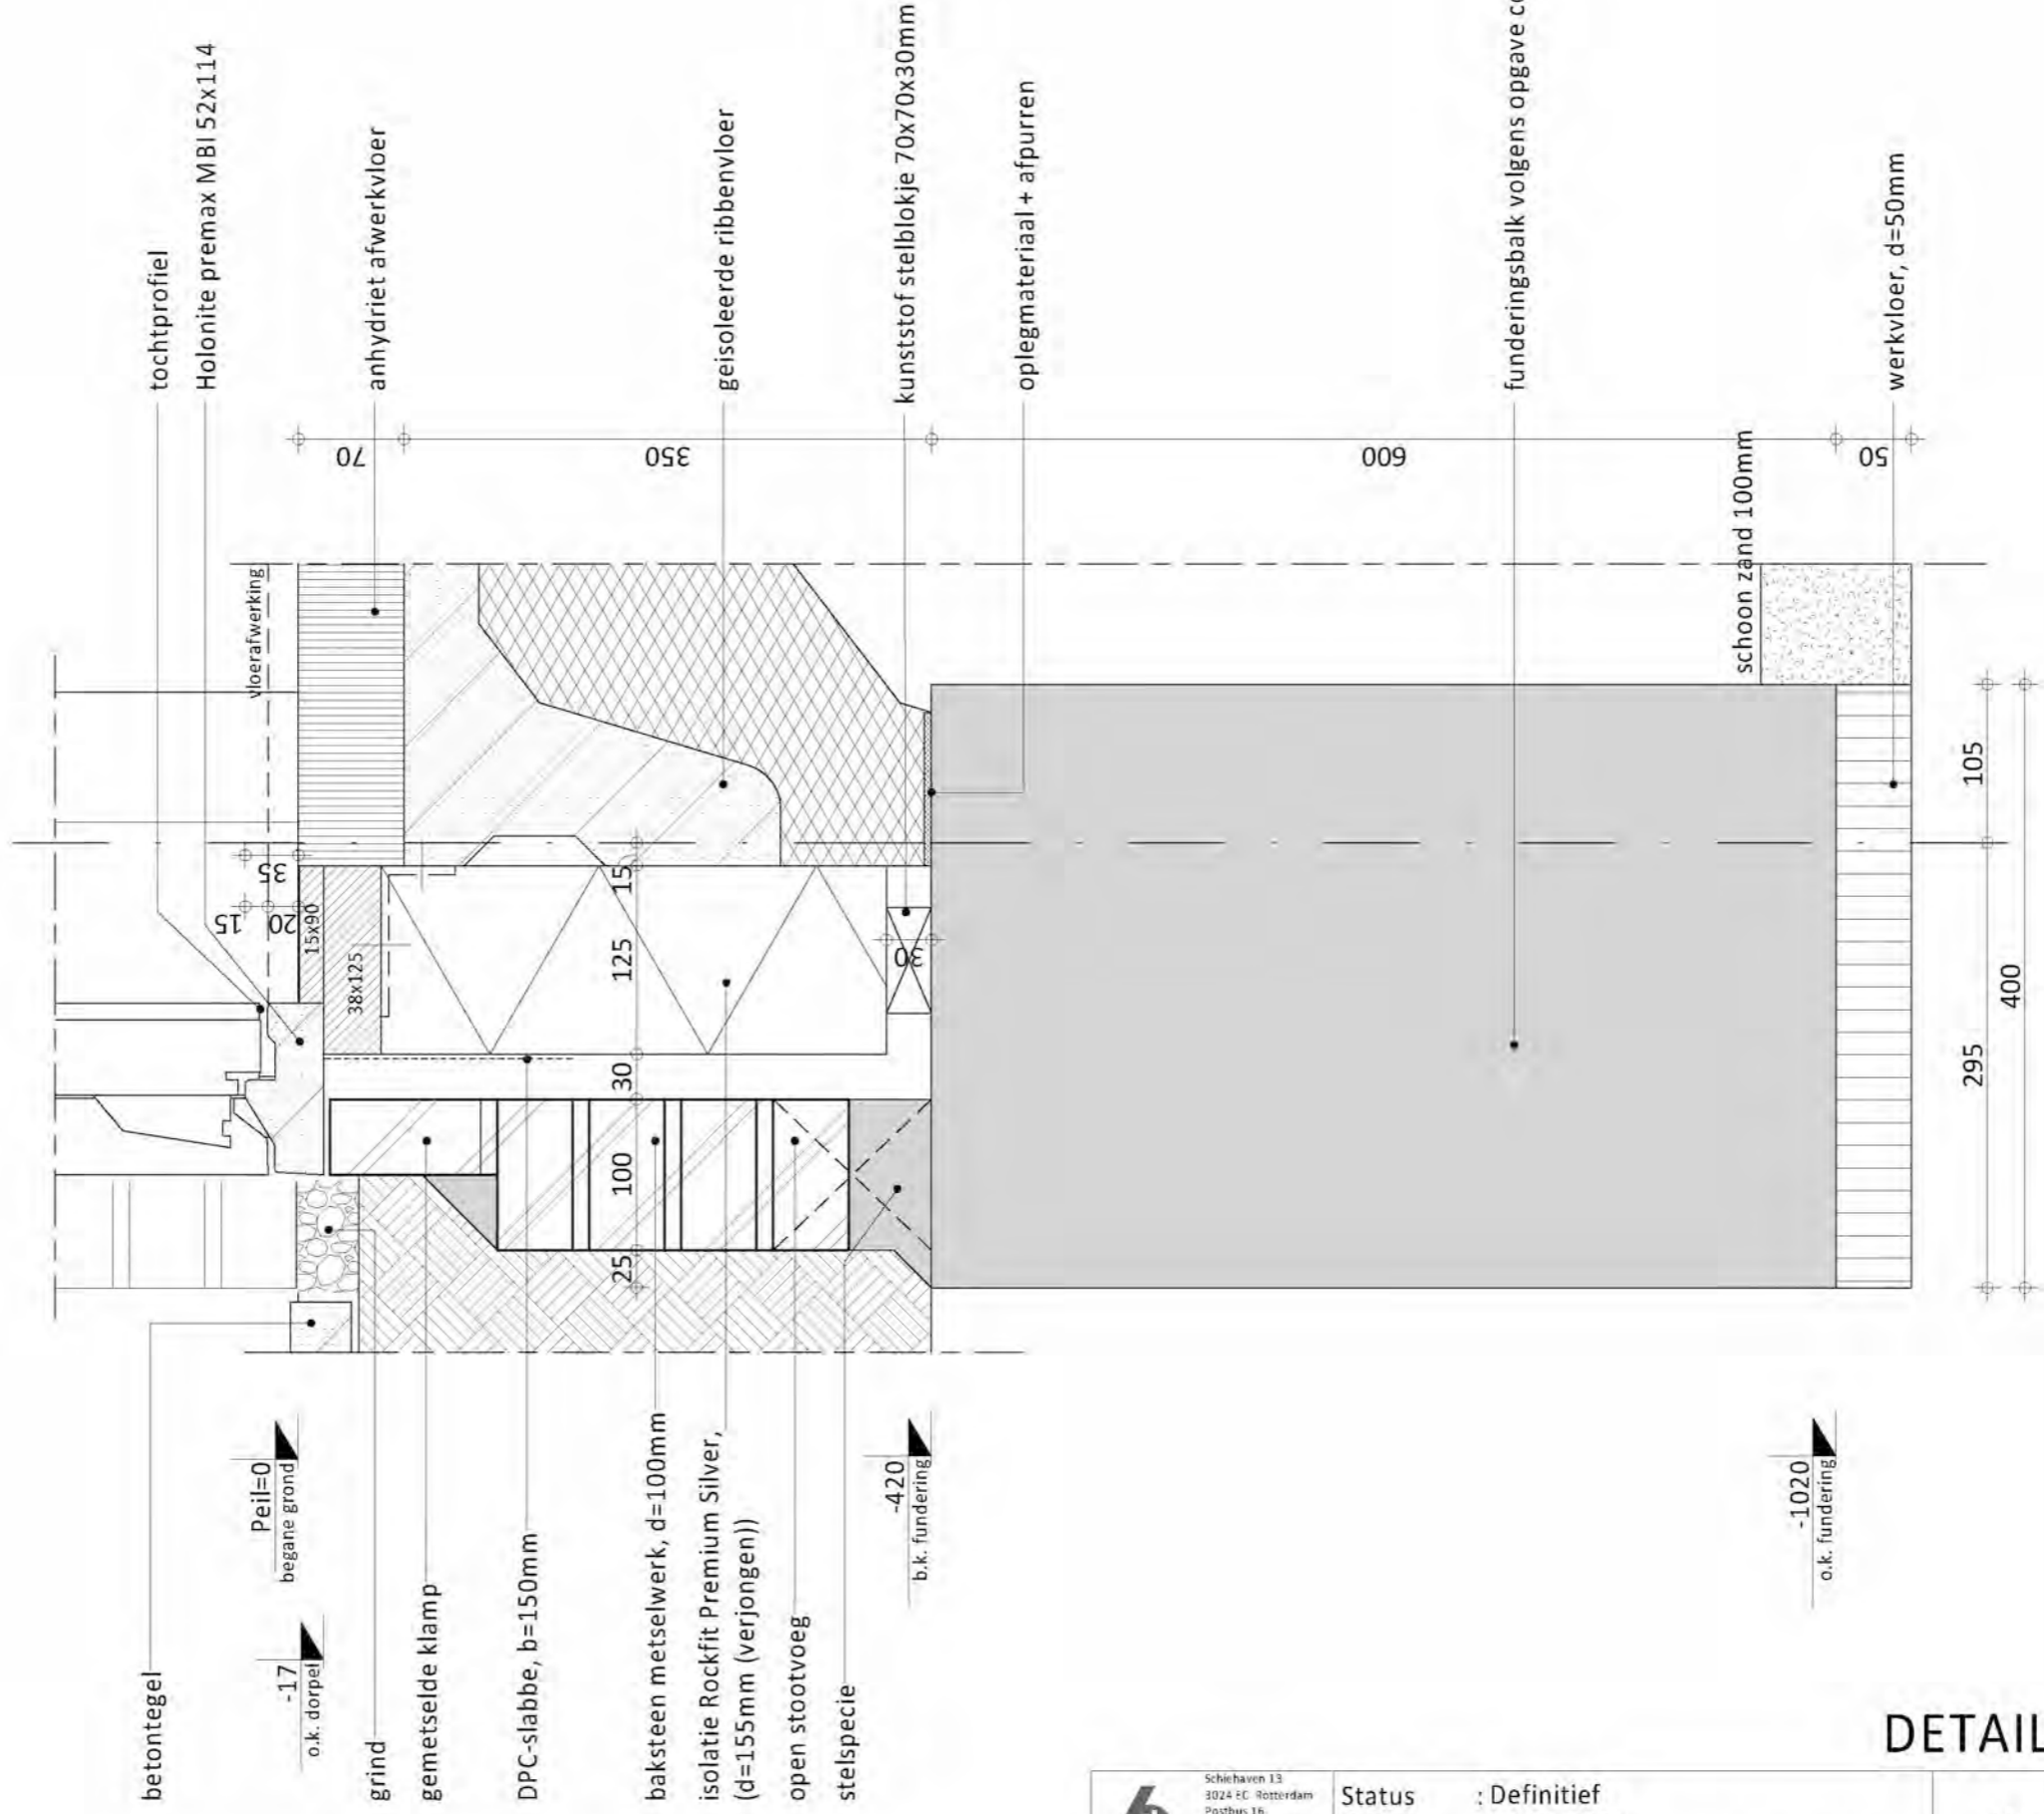 tochtprofiel
Holonite premax MBI 52x114
anhydriet afwerkvloer
geisoleerde ribbenvloer
kunststof stelblokje 70x70x30mm
oplegmateriaal + afpurren
funderingsbalk volgens opgave
werkvloer, d=50mm
70
350
600
50
vloerafwerking
schoon zand 100mm
35
15
20
15x90
38x125
15
125
30
100
25
30
105
295
400
Peil=0
begane grond
-17
o.k. dorpel
-420
b.k. fundering
-1020
o.k. fundering
betontegel
grind
gemetselde klamp
DPC-slabbe, b=150mm
baksteen metselwerk, d=100mm
isolatie Rockfit Premium Silver,
(d=155mm (verjongen))
open stootvoeg
stelspecie
DETAIL
Schiehaven 13
3024 EC Rotterdam
Postbus 16
Status : Definitief